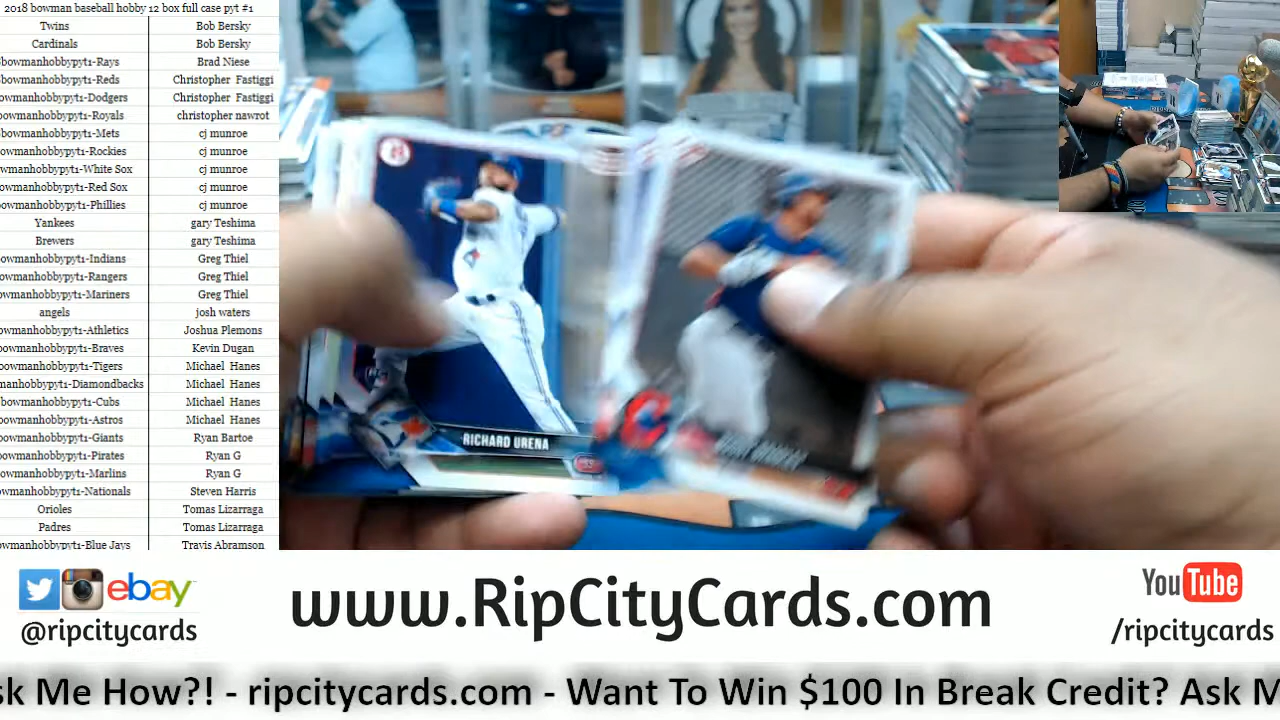 2018 bowman baseball hobby 12 box full case pyt #1
Twins Bob Bersky
Cardinals Bob Bersky
bowmanhobbypyt1-Rays Brad Niese
bowmanhobbypyt1-Reds Christopher Fastiggi
owmanhobbypyt1-Dodgers Christopher Fastiggi
owmanhobbypyt1-Royals christopher nawrot
bowmanhobbypyt1-Mets cj munroe
owmanhobbypyt1-Rockies cj munroe
wmanhobbypyt1-White Sox cj munroe
owmanhobbypyt1-Red Sox cj munroe
owmanhobbypyt1-Phillies cj munroe
Yankees gary Teshima
Brewers gary Teshima
owmanhobbypyt1-Indians Greg Thiel
owmanhobbypyt1-Rangers Greg Thiel
wmanhobbypyt1-Mariners Greg Thiel
angels josh waters
owmanhobbypyt1-Athletics Joshua Plemons
owmanhobbypyt1-Braves Kevin Dugan
owmanhobbypyt1-Tigers Michael Hanes
manhobbypyt1-Diamondbacks Michael Hanes
bowmanhobbypyt1-Cubs Michael Hanes
owmanhobbypyt1-Astros Michael Hanes
owmanhobbypyt1-Giants Ryan Bartoe
owmanhobbypyt1-Pirates Ryan G
owmanhobbypyt1-Marlins Ryan G
wmanhobbypyt1-Nationals Steven Harris
Orioles Tomas Lizarraga
Padres Tomas Lizarraga
owmanhobbypyt1-Blue Jays Travis Abramson
RICHARD URENA
ebay
@ripcitycards
www.RipCityCards.com
YouTube
/ripcitycards
sk Me How?! - ripcitycards.com - Want To Win $100 In Break Credit? Ask M